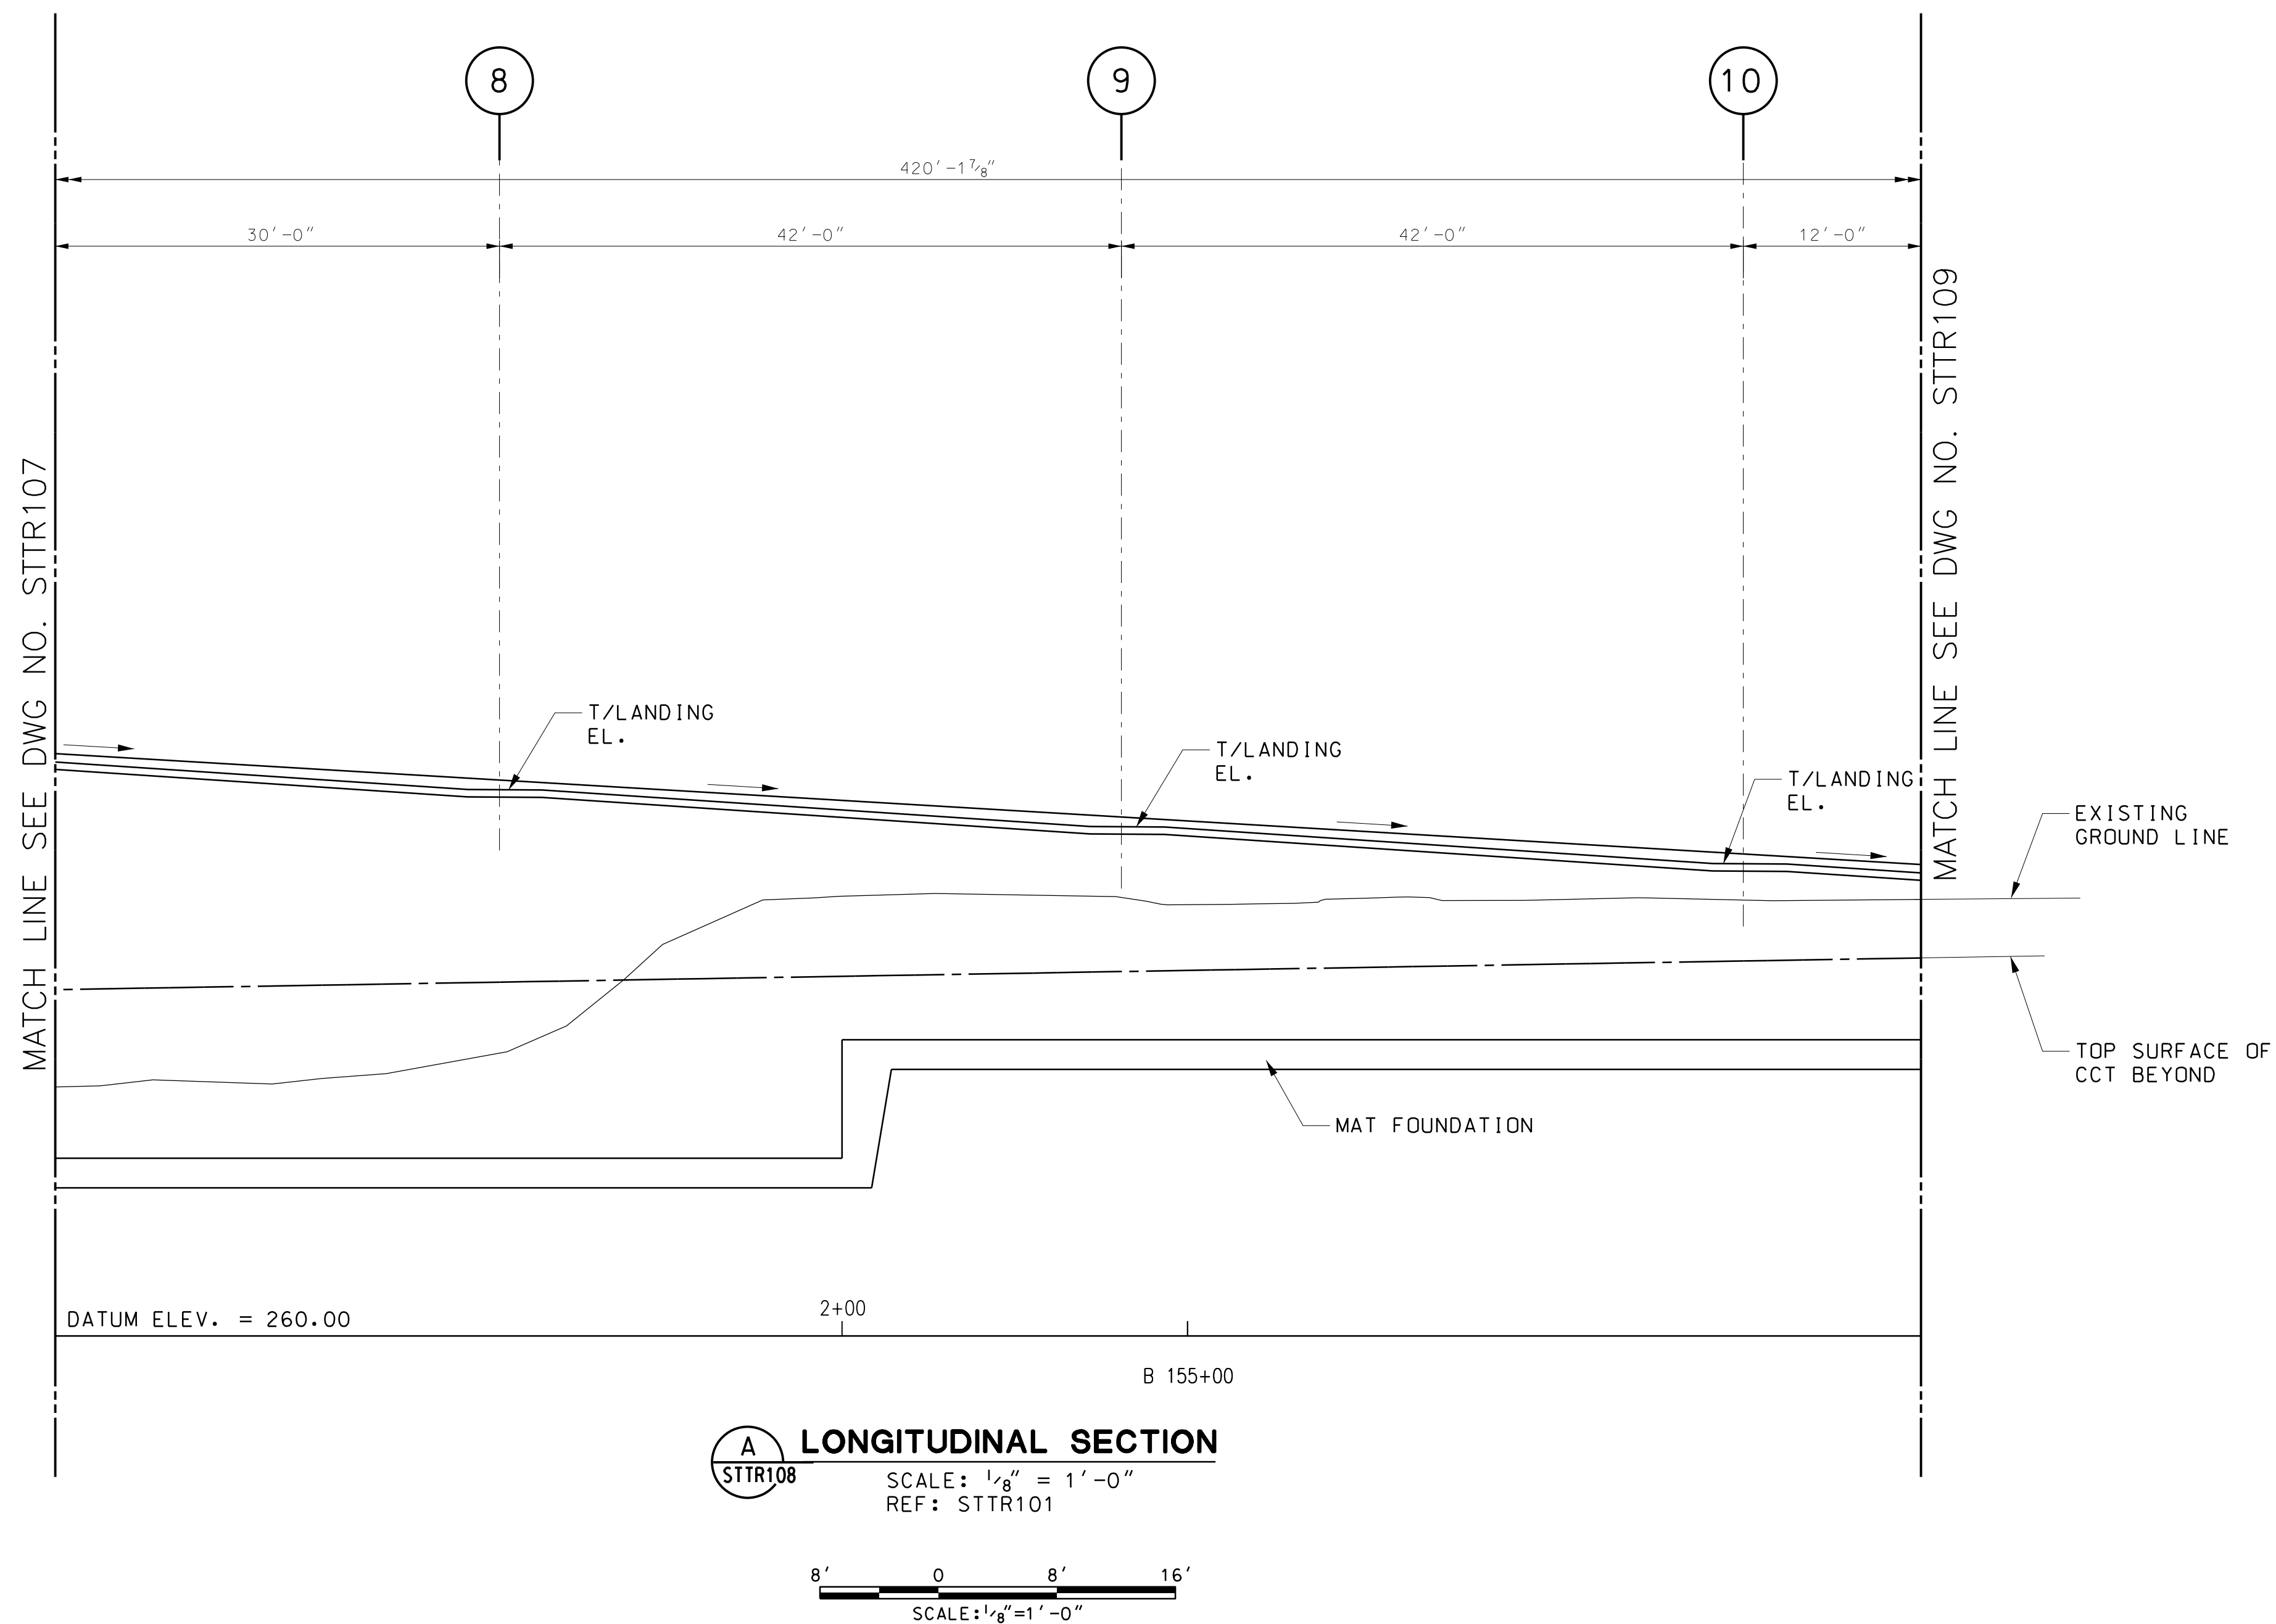 8
9
10
420'-1 7/8"
30'-0"
42'-0"
42'-0"
12'-0"
MATCH LINE SEE DWG NO. STTR107
MATCH LINE SEE DWG NO. STTR109
T/LANDING
EL.
T/LANDING
EL.
T/LANDING
EL.
EXISTING
GROUND LINE
TOP SURFACE OF
CCT BEYOND
MAT FOUNDATION
DATUM ELEV. = 260.00
2+00
B 155+00
A
STTR108
LONGITUDINAL SECTION
SCALE: 1/8" = 1'-0"
REF: STTR101
8' 0 8' 16'
SCALE:1/8"=1'-0"